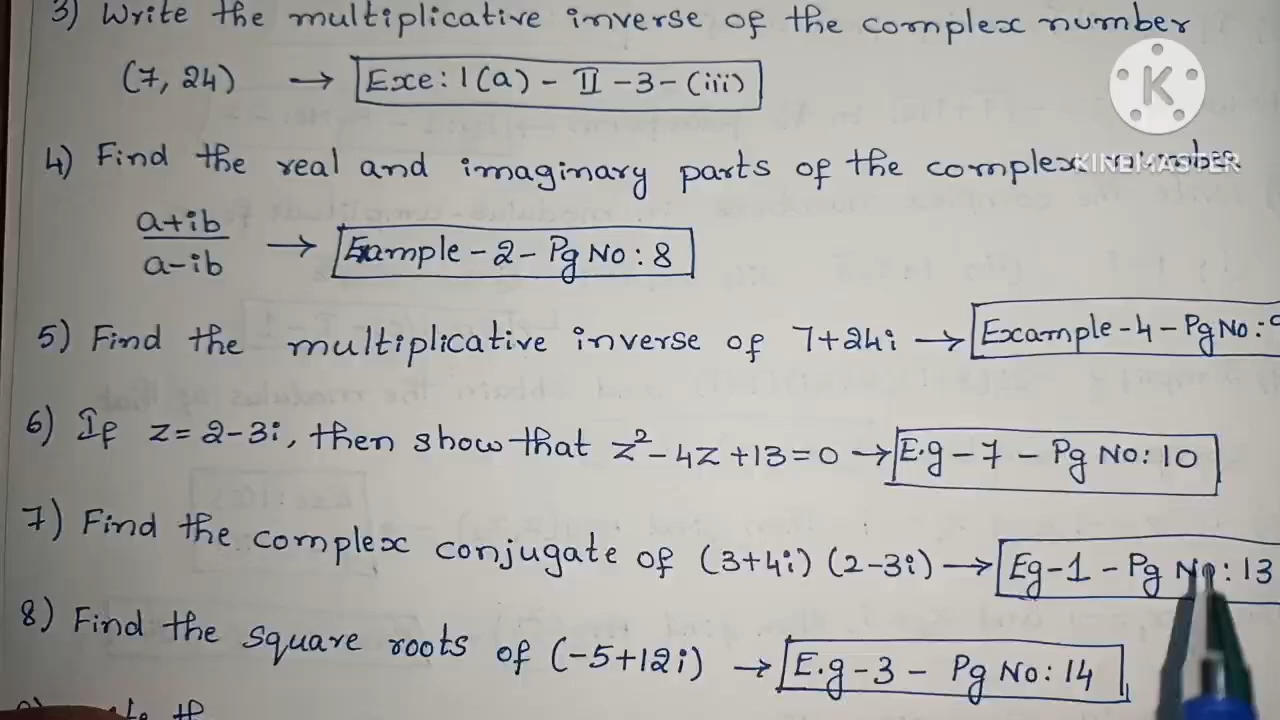 3) Write the multiplicative inverse of the complex number
(7, 24) → Exe: 1(a) - II - 3 - (iii)
K
KINEMASTER
4) Find the real and imaginary parts of the complex number
a+ib
a-ib
→ Example - 2 - Pg No: 8
5) Find the multiplicative inverse of 7+24i → Excample - 4 - Pg No:
6) If z = 2-3i, then show that z² - 4z + 13 = 0 → E.g - 7 - Pg No: 10
7) Find the complex conjugate of (3+4i) (2-3i) → Eg - 1 - Pg No: 13
8) Find the square roots of (-5+12i) → E.g - 3 - Pg No: 14